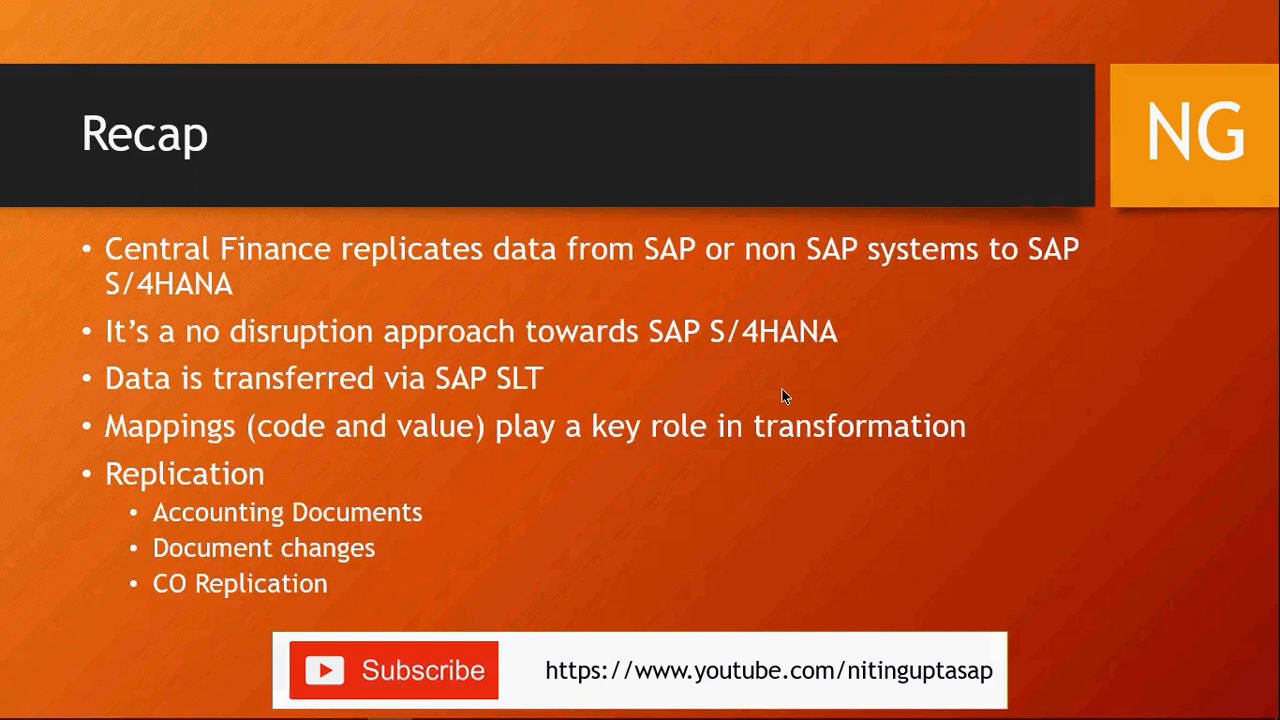 Recap
NG
• Central Finance replicates data from SAP or non SAP systems to SAP
S/4HANA
• It’s a no disruption approach towards SAP S/4HANA
• Data is transferred via SAP SLT
• Mappings (code and value) play a key role in transformation
• Replication
• Accounting Documents
• Document changes
• CO Replication
Subscribe
https://www.youtube.com/nitinguptasap